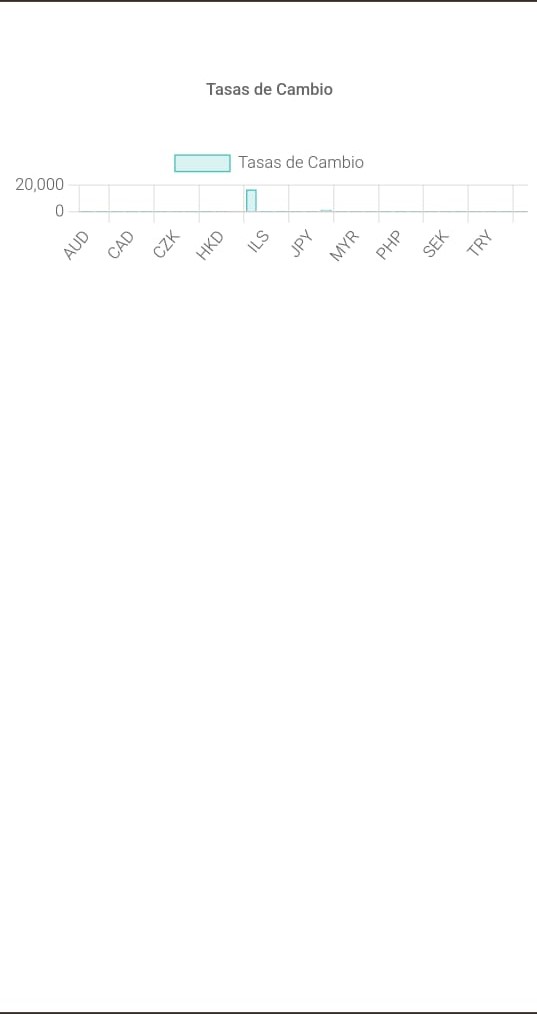 Tasas de Cambio
Tasas de Cambio
20,000
0
AUD
CAD
CZK
HKD
ILS
JPY
MYR
PHP
SEK
TRY